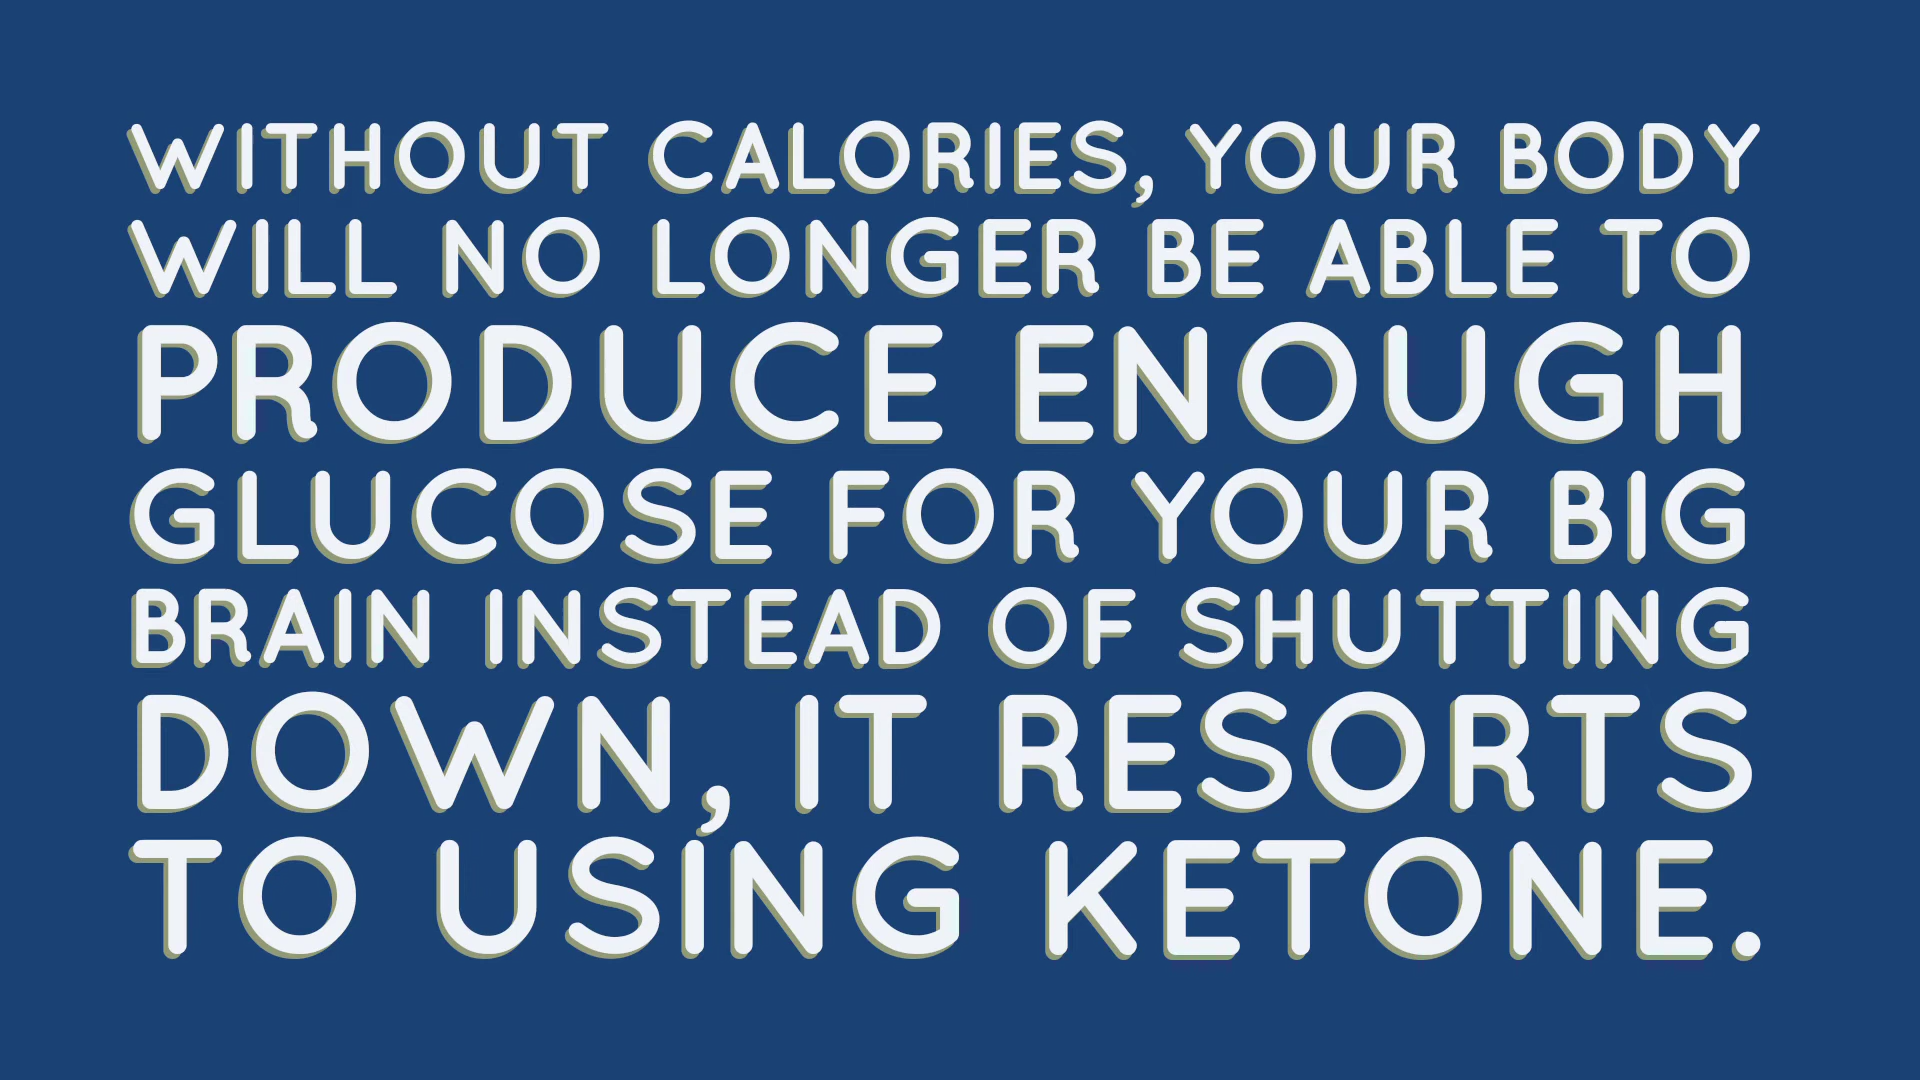 WITHOUT CALORIES, YOUR BODY
WILL NO LONGER BE ABLE TO
PRODUCE ENOUGH
GLUCOSE FOR YOUR BIG
BRAIN INSTEAD OF SHUTTING
DOWN, IT RESORTS
TO USING KETONE.